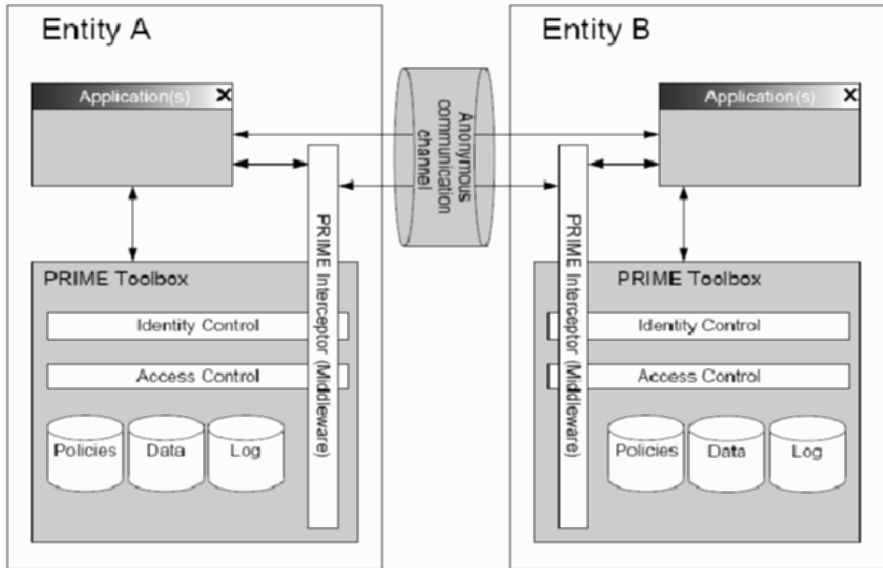 Entity A
Application(s)
PRIME Interceptor (Middleware)
PRIME Toolbox
Identity Control
Access Control
Policies
Data
Log
Anonymous
communication
channel
Entity B
Application(s)
PRIME Interceptor (Middleware)
PRIME Toolbox
Identity Control
Access Control
Policies
Data
Log